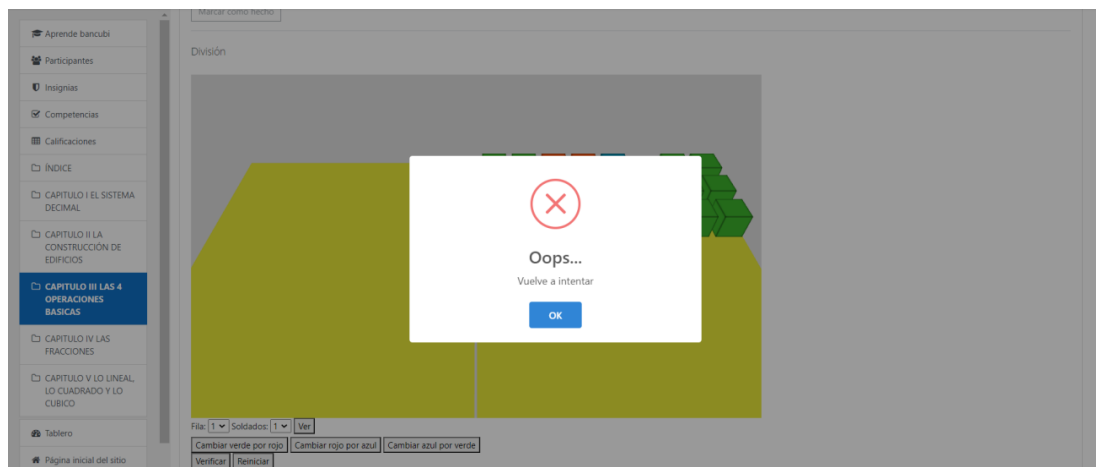 Marcar como hecho
Aprende bancubi
División
Participantes
Insignias
Competencias
Calificaciones
ÍNDICE
CAPITULO I EL SISTEMA
DECIMAL
CAPITULO II LA
CONSTRUCCIÓN DE
EDIFICIOS
CAPITULO III LAS 4
OPERACIONES
BASICAS
CAPITULO IV LAS
FRACCIONES
CAPITULO V LO LINEAL,
LO CUADRADO Y LO
CUBICO
Tablero
Página inicial del sitio
Oops...
Vuelve a intentar
OK
Fila: 1 Soldados: 1 Ver
Cambiar verde por rojo Cambiar rojo por azul Cambiar azul por verde
Verificar Reiniciar